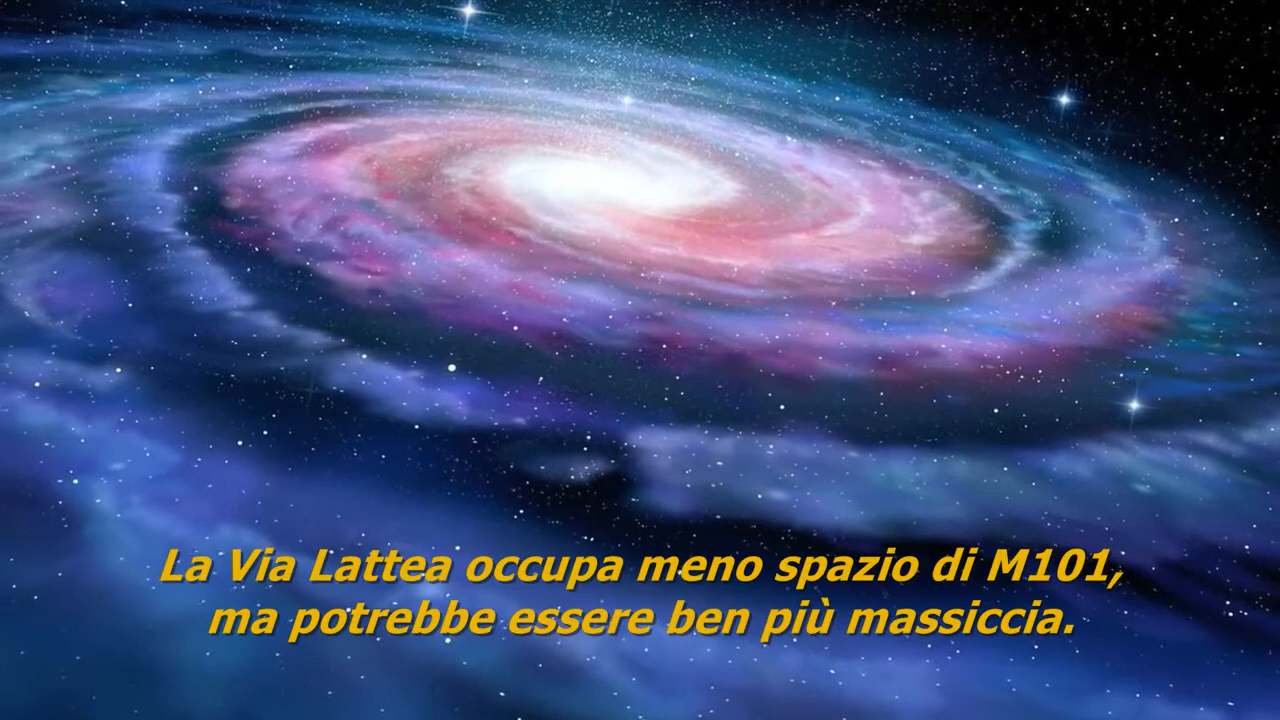 La Via Lattea occupa meno spazio di M101,
ma potrebbe essere ben più massiccia.